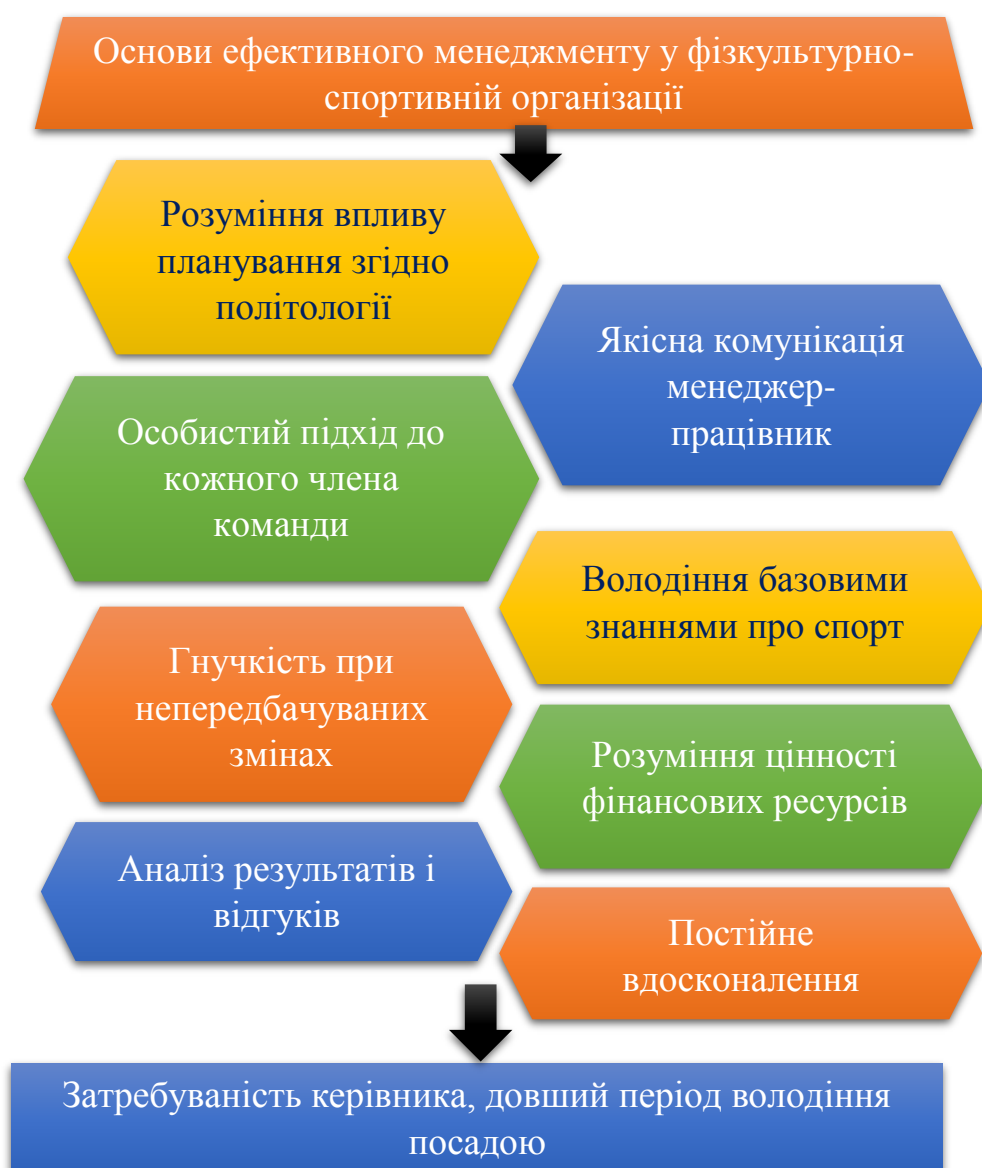 Основи ефективного менеджменту у фізкультурно-
спортивній організації
Розуміння впливу
планування згідно
політології
Якісна комунікація
менеджер-
працівник
Особистий підхід до
кожного члена
команди
Володіння базовими
знаннями про спорт
Гнучкість при
непередбачуваних
змінах
Розуміння цінності
фінансових ресурсів
Аналіз результатів і
відгуків
Постійне
вдосконалення
Затребуваність керівника, довший період володіння
посадою